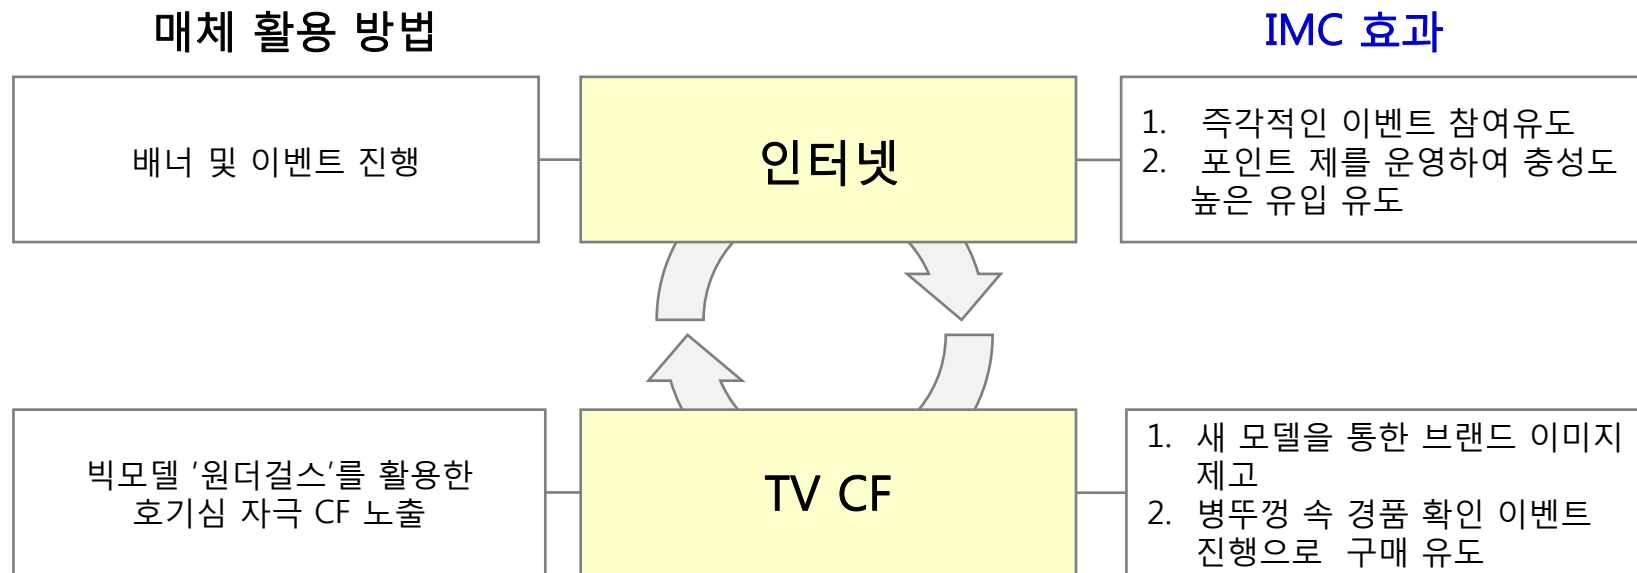 매체 활용 방법
IMC 효과
배너 및 이벤트 진행
인터넷
1. 즉각적인 이벤트 참여유도
2. 포인트 제를 운영하여 충성도
높은 유입 유도
빅모델 '원더걸스'를 활용한
호기심 자극 CF 노출
TV CF
1. 새 모델을 통한 브랜드 이미지
제고
2. 병뚜껑 속 경품 확인 이벤트
진행으로 구매 유도